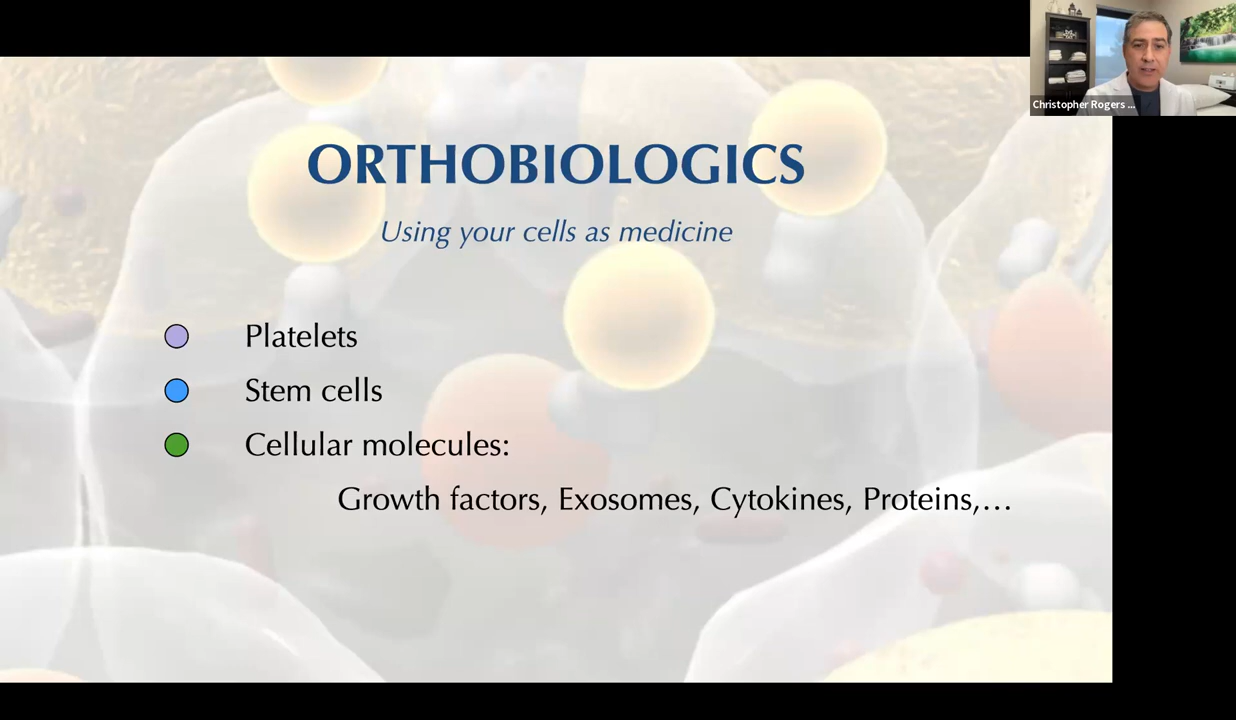 ORTHOBIOLOGICS
Using your cells as medicine
Platelets
Stem cells
Cellular molecules:
Growth factors, Exosomes, Cytokines, Proteins,...
Christopher Rogers ...